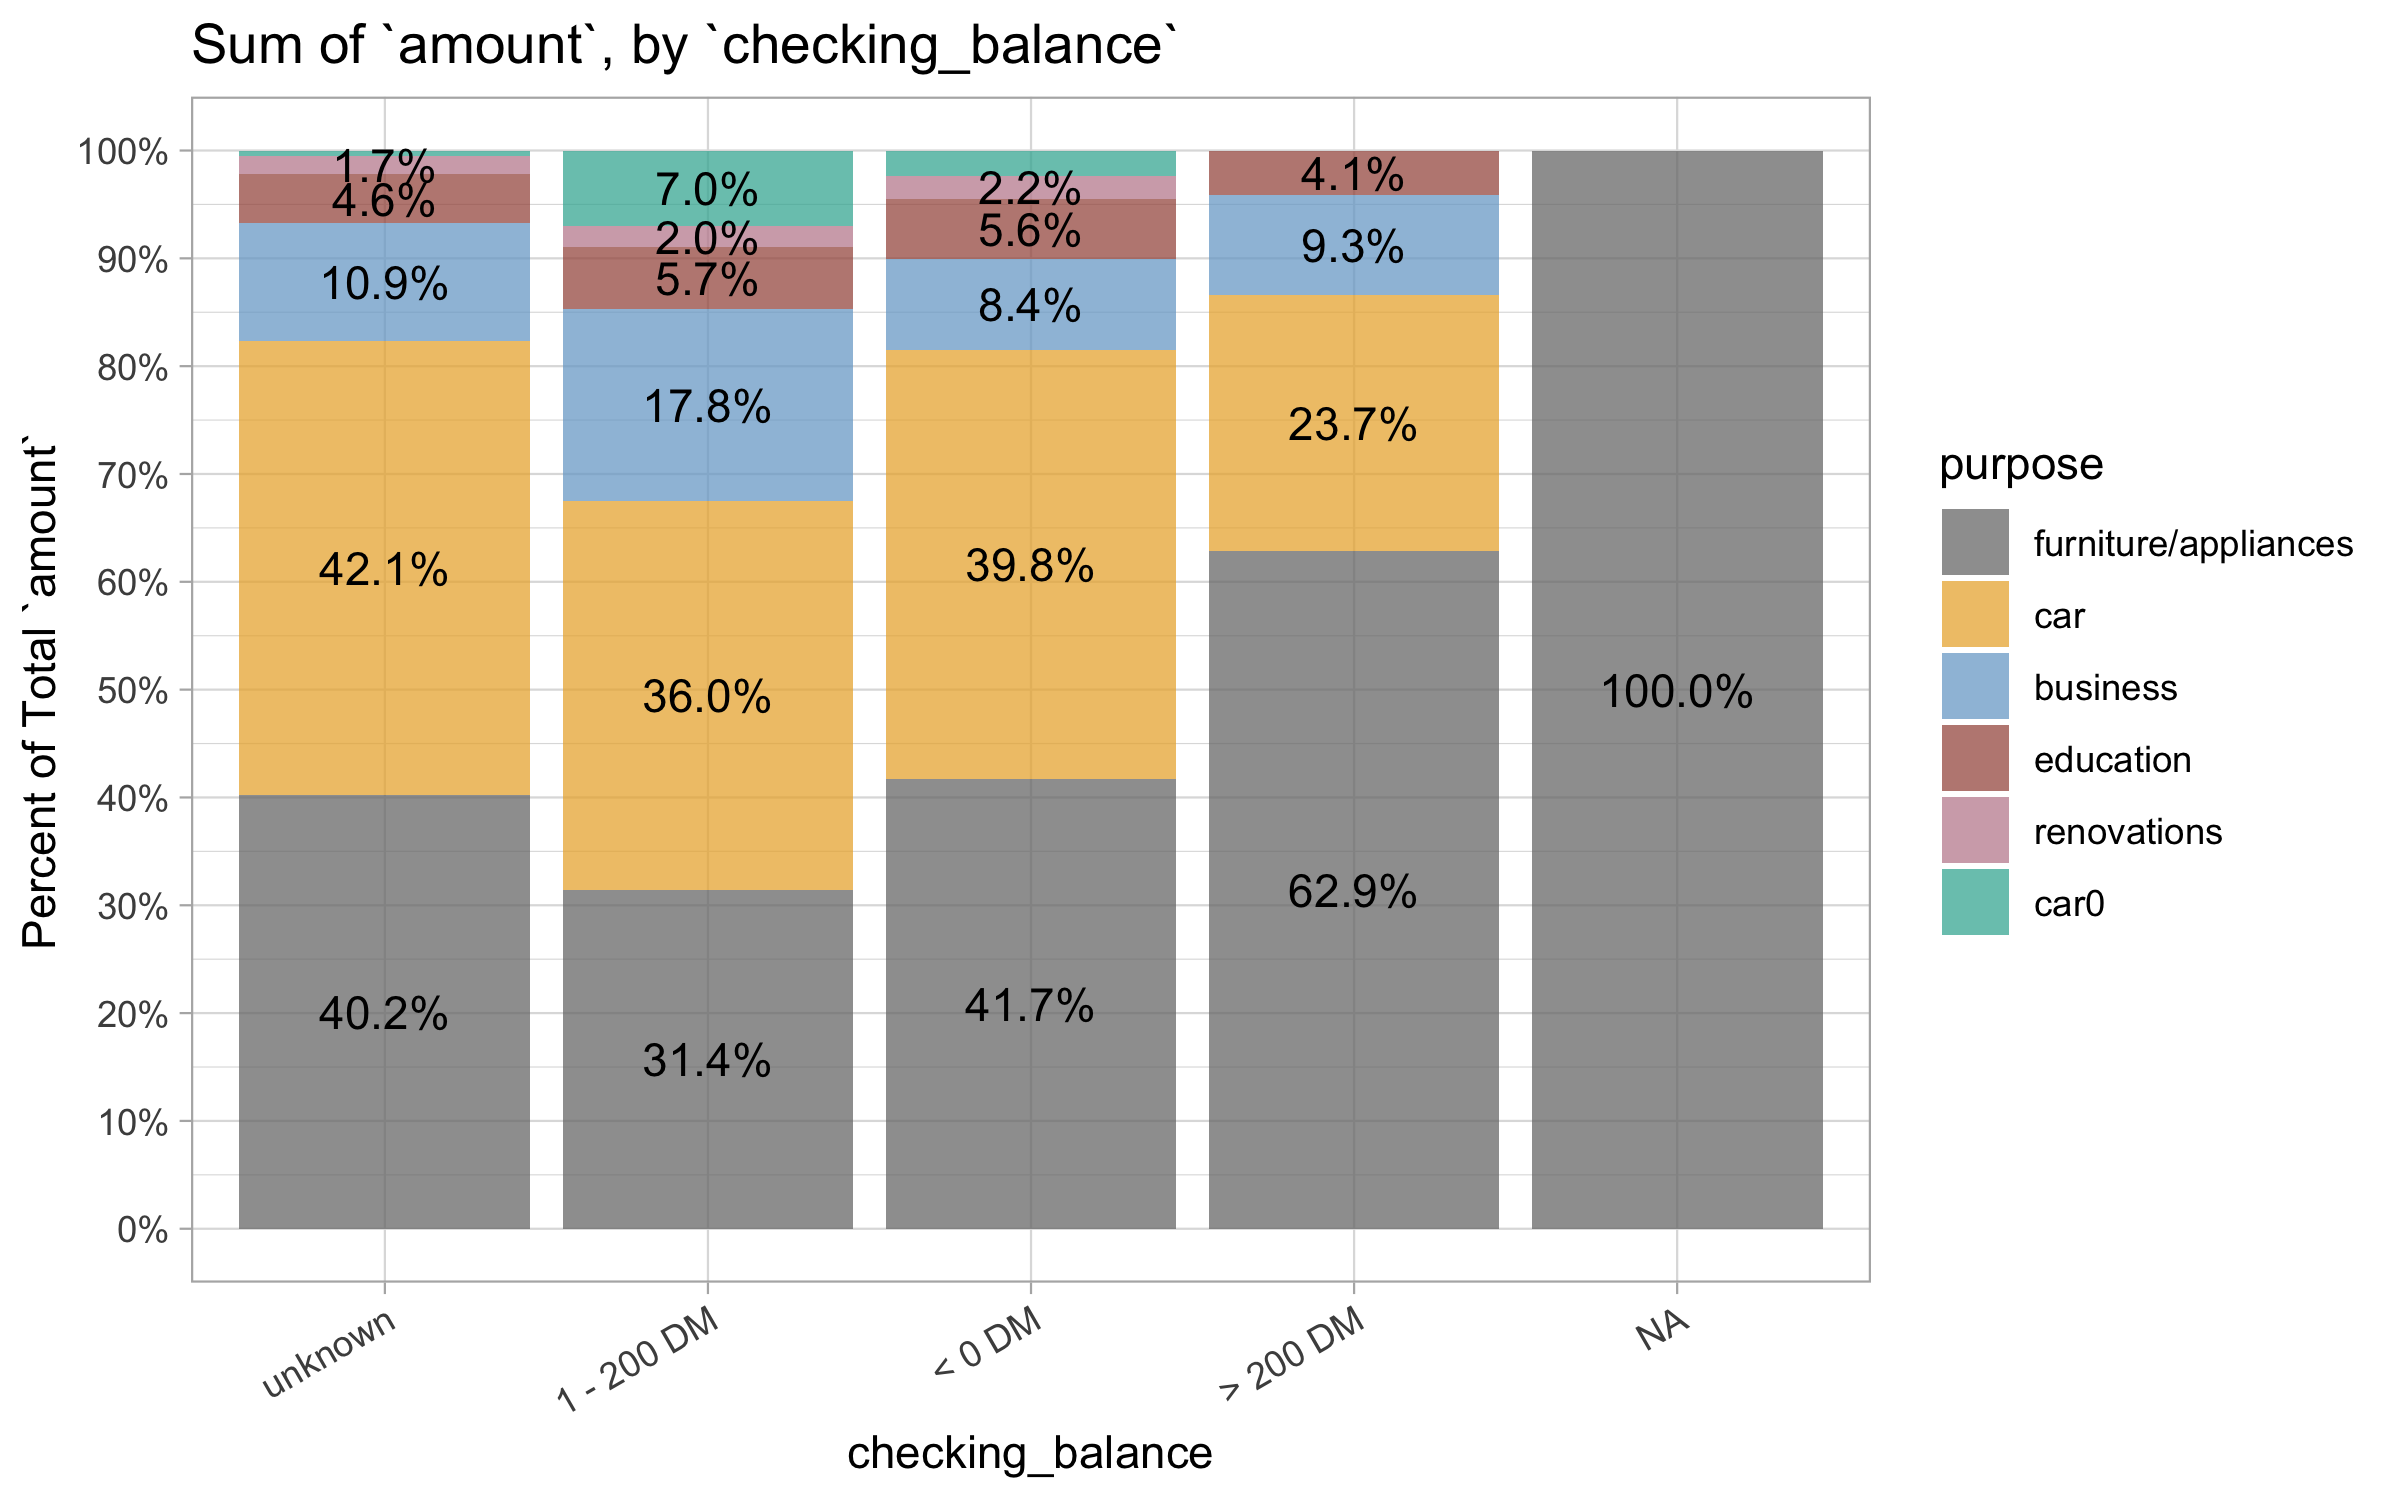 Sum of `amount`, by `checking_balance`
Percent of Total `amount`
100%
90%
80%
70%
60%
50%
40%
30%
20%
10%
0%
1.7%
4.6%
10.9%
42.1%
40.2%
7.0%
2.0%
5.7%
17.8%
36.0%
31.4%
2.2%
5.6%
8.4%
39.8%
41.7%
4.1%
9.3%
23.7%
62.9%
100.0%
unknown
1 - 200 DM
< 0 DM
> 200 DM
NA
checking_balance
purpose
furniture/appliances
car
business
education
renovations
car0